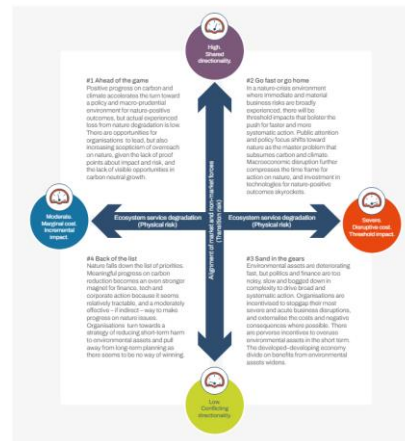 High.
Shared
directionality.
#1 Ahead of the game
Positive progress on carbon and
climate accelerates the turn toward
a policy and macro-prudential
environment for nature-positive
outcomes, but actual experienced
loss from nature degradation is low.
There are opportunities for
organisations to lead, but also
increasing scepticism of overreach
on nature, given the lack of proof
points about impact and risk, and
the lack of visible opportunities in
carbon neutral growth.
#2 Go fast or go home
In a nature-crisis environment
where immediate and material
business risks are broadly
experienced, there will be
threshold impacts that bolster the
push for faster and more
systematic action. Public attention
and policy focus shifts toward
nature as the master problem that
subsumes carbon and climate.
Macroeconomic disruption further
compresses the time frame for
action on nature, and investment in
technologies for nature-positive
outcomes skyrockets.
Moderate.
Marginal cost.
Incremental
impact.
Ecosystem service degradation
(Physical risk)
Alignment of market and non-market forces
(Transition risk)
Ecosystem service degradation
(Physical risk)
Severe.
Disruptive cost.
Threshold impact.
#4 Back of the list
Nature falls down the list of priorities.
Meaningful progress on carbon
reduction becomes an even stronger
magnet for finance, tech and
corporate action because it seems
relatively tractable, and a moderately
effective – if indirect – way to make
progress on nature issues.
Organisations turn towards a
strategy of reducing short-term harm
to environmental assets and pull
away from long-term planning as
there seems to be no way of winning.
#3 Sand in the gears
Environmental assets are deteriorating
fast, but politics and finance are too
noisy, slow and bogged down in
complexity to drive broad and
systematic action. Organisations are
incentivised to stopgap their most
severe and acute business disruptions,
and externalise the costs and negative
consequences where possible. There
are perverse incentives to overuse
environmental assets in the short term.
The developed-developing economy
divide on benefits from environmental
assets widens.
Low.
Conflicting
directionality.